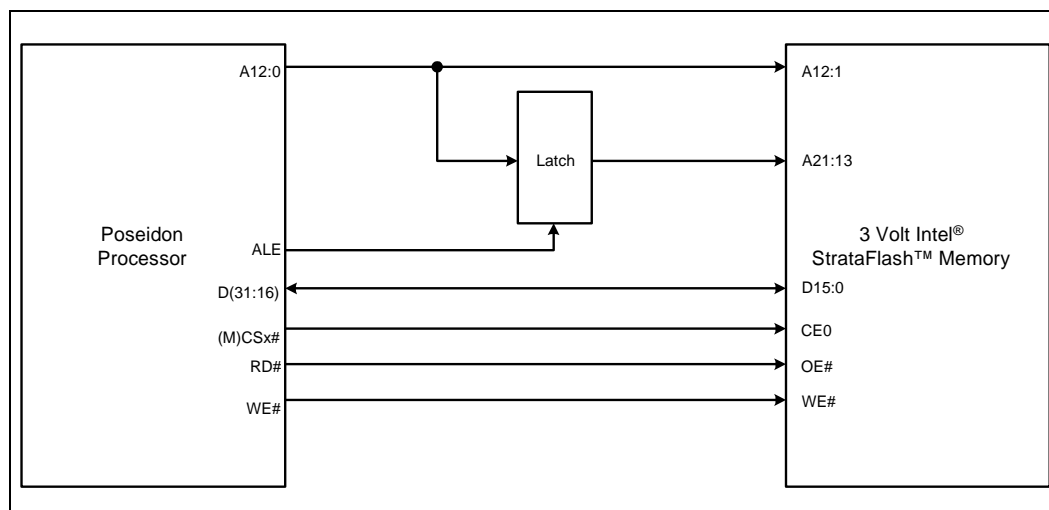 A12:0
A12:1
Latch
A21:13
Poseidon
Processor
ALE
3 Volt Intel®
StrataFlash™ Memory
D(31:16)
D15:0
(M)CSx#
CE0
RD#
OE#
WE#
WE#